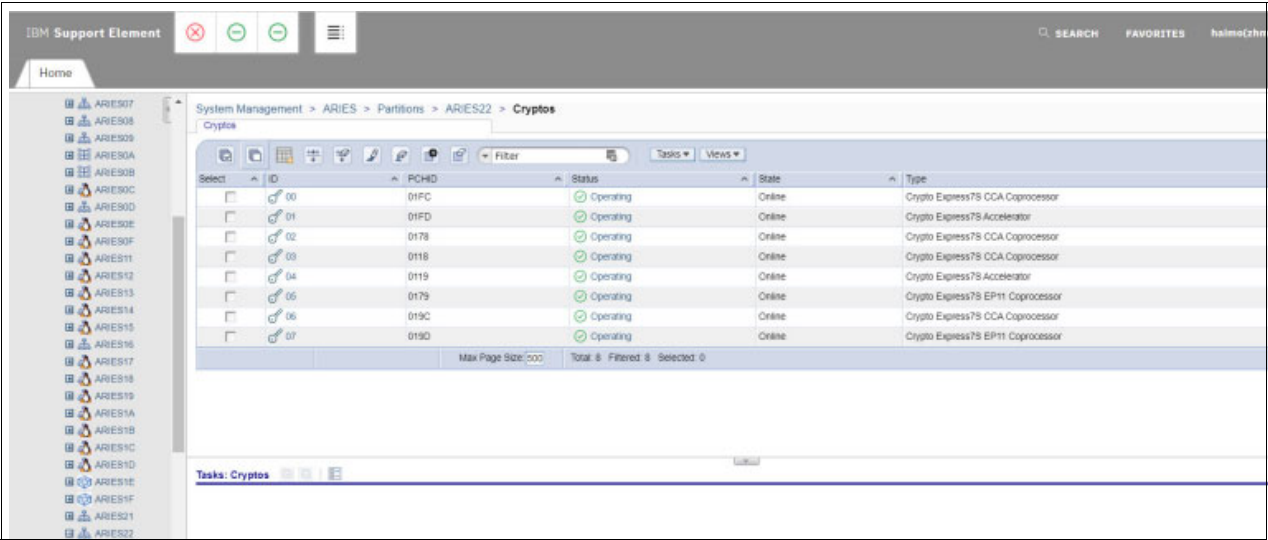 IBM Support Element
SEARCH FAVORITES haimo(zhm
Home
ARIES07
ARIES08
ARIES09
ARIES0A
ARIES0B
ARIES0C
ARIES0D
ARIES0E
ARIES0F
ARIES11
ARIES12
ARIES13
ARIES14
ARIES15
ARIES16
ARIES17
ARIES18
ARIES19
ARIES1A
ARIES1B
ARIES1C
ARIES1D
ARIES1E
ARIES1F
ARIES21
ARIES22
System Management > ARIES > Partitions > ARIES22 > Cryptos
Cryptos
Filter Tasks Views
Select ID PCHID Status State Type
00 01FC Operating Online Crypto Express7S CCA Coprocessor
01 01FD Operating Online Crypto Express7S Accelerator
02 0178 Operating Online Crypto Express7S CCA Coprocessor
03 0118 Operating Online Crypto Express7S CCA Coprocessor
04 0119 Operating Online Crypto Express7S Accelerator
05 0179 Operating Online Crypto Express7S EP11 Coprocessor
06 019C Operating Online Crypto Express7S CCA Coprocessor
07 019D Operating Online Crypto Express7S EP11 Coprocessor
Max Page Size: 500 Total: 8 Filtered: 8 Selected: 0
Tasks: Cryptos